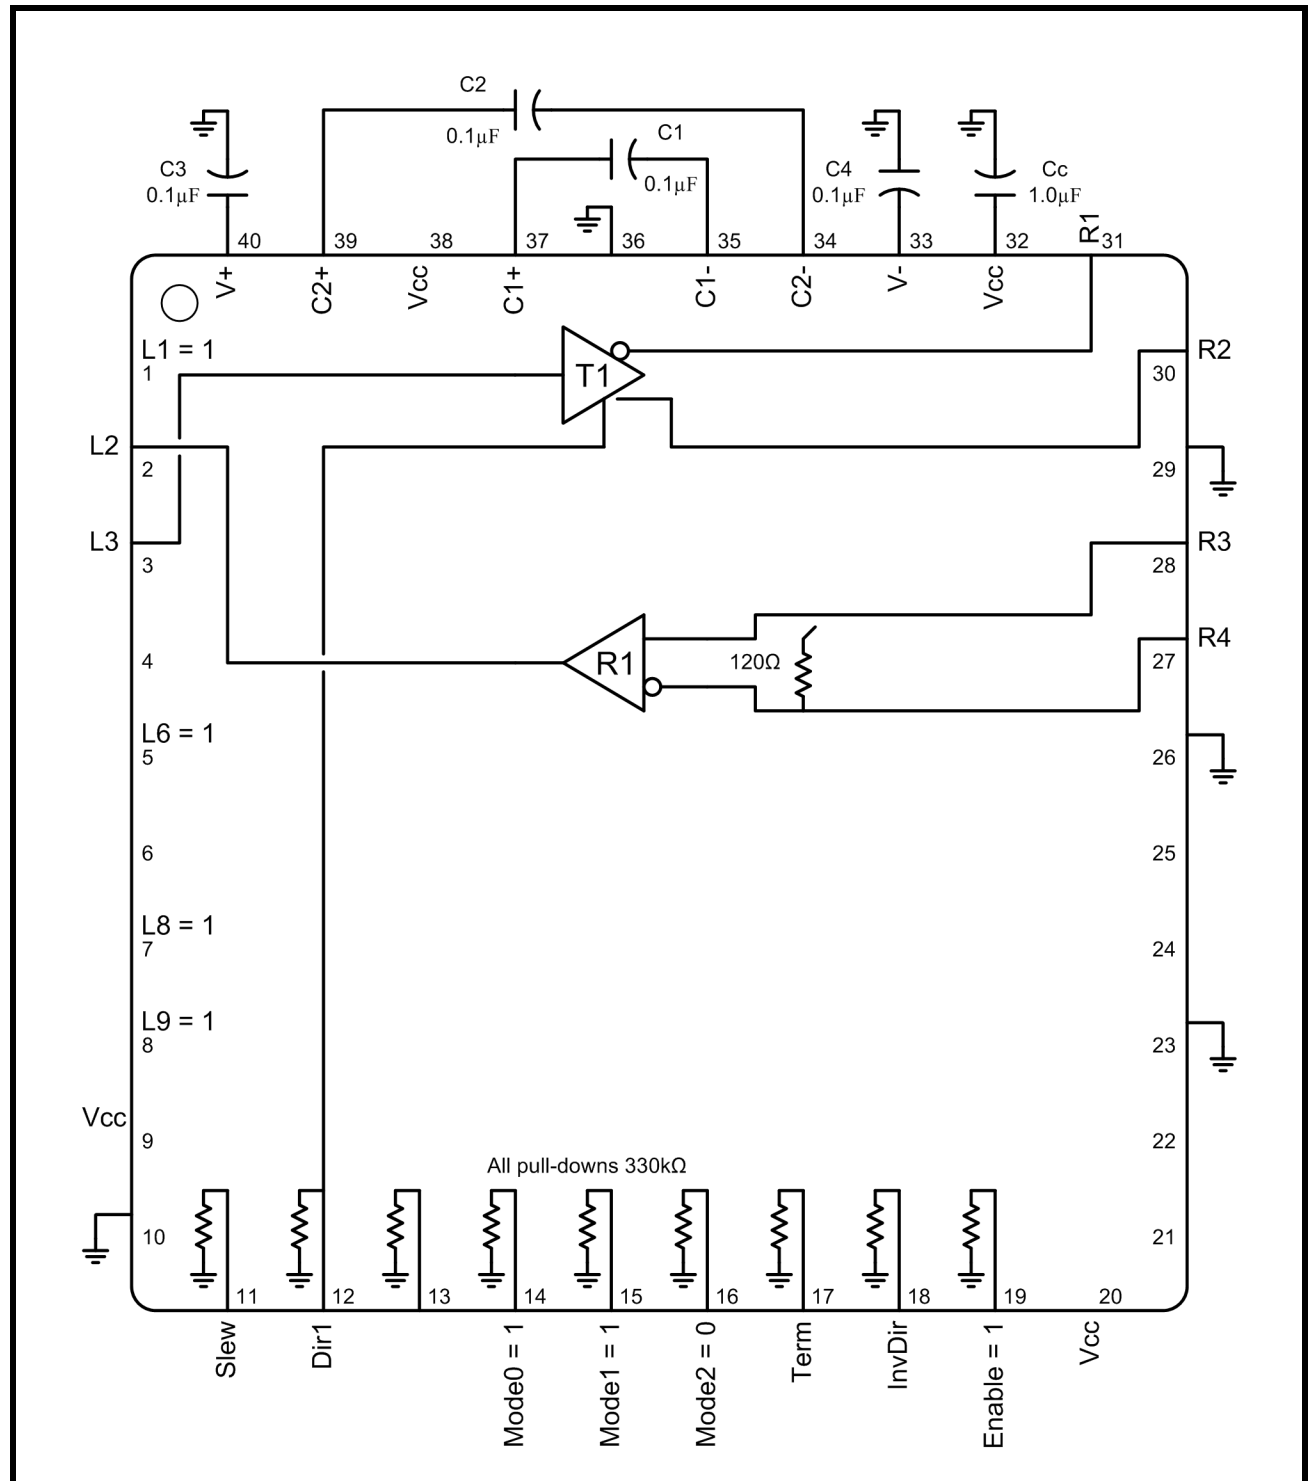 C2
0.1µF
C1
0.1µF
C3
0.1µF
C4
0.1µF
Cc
1.0µF
R1
40
39
38
37
36
35
34
33
32
31
V+
C2+
Vcc
C1+
C1-
C2-
V-
Vcc
L1 = 1
1
T1
R2
30
L2
2
29
L3
3
R3
28
4
R1
120Ω
R4
27
L6 = 1
5
26
6
25
L8 = 1
7
24
L9 = 1
8
23
Vcc
9
22
All pull-downs 330kΩ
10
21
11
12
13
14
15
16
17
18
19
20
Slew
Dir1
Mode0 = 1
Mode1 = 1
Mode2 = 0
Term
InvDir
Enable = 1
Vcc